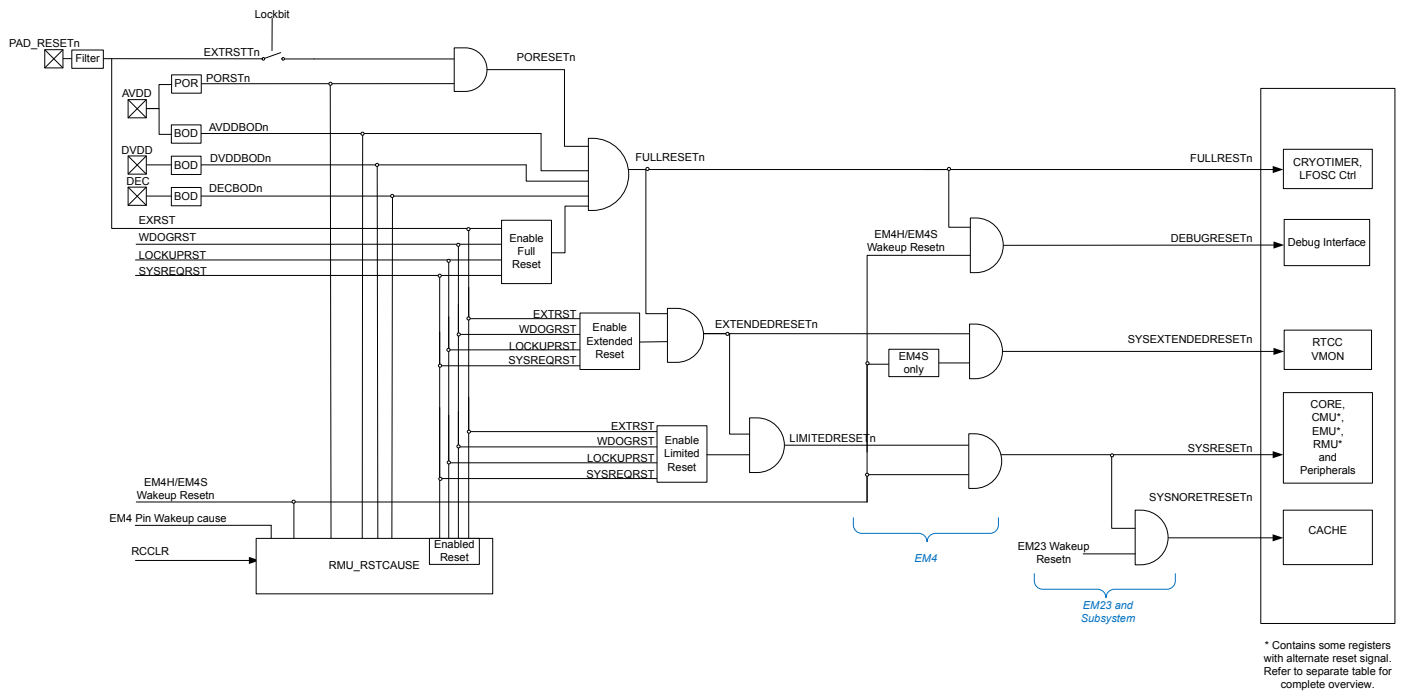 Lockbit
PAD_RESETn
Filter
EXTRSTTn
PORESETn
AVDD
POR
PORSTn
BOD
AVDDBODn
DVDD
BOD
DVDDBODn
DEC
BOD
DECBODn
FULLRESETn
FULLRESTn
CRYOTIMER,
LFOSC Ctrl
EXRST
WDOGRST
LOCKUPRST
SYSREQRST
Enable
Full
Reset
EM4H/EM4S
Wakeup Resetn
DEBUGRESETn
Debug Interface
EXTRST
WDOGRST
LOCKUPRST
SYSREQRST
Enable
Extended
Reset
EXTENDEDRESETn
EM4S
only
SYSEXTENDEDRESETn
RTCC
VMON
EXTRST
WDOGRST
LOCKUPRST
SYSREQRST
Enable
Limited
Reset
LIMITEDRESETn
SYSRESETn
CORE,
CMU*,
EMU*,
RMU*
and
Peripherals
EM4H/EM4S
Wakeup Resetn
EM4 Pin Wakeup cause
RCCLR
RMU_RSTCAUSE
Enabled
Reset
EM4
SYSNORETRESETn
EM23 Wakeup
Resetn
CACHE
EM23 and
Subsystem
* Contains some registers
with alternate reset signal.
Refer to separate table for
complete overview.